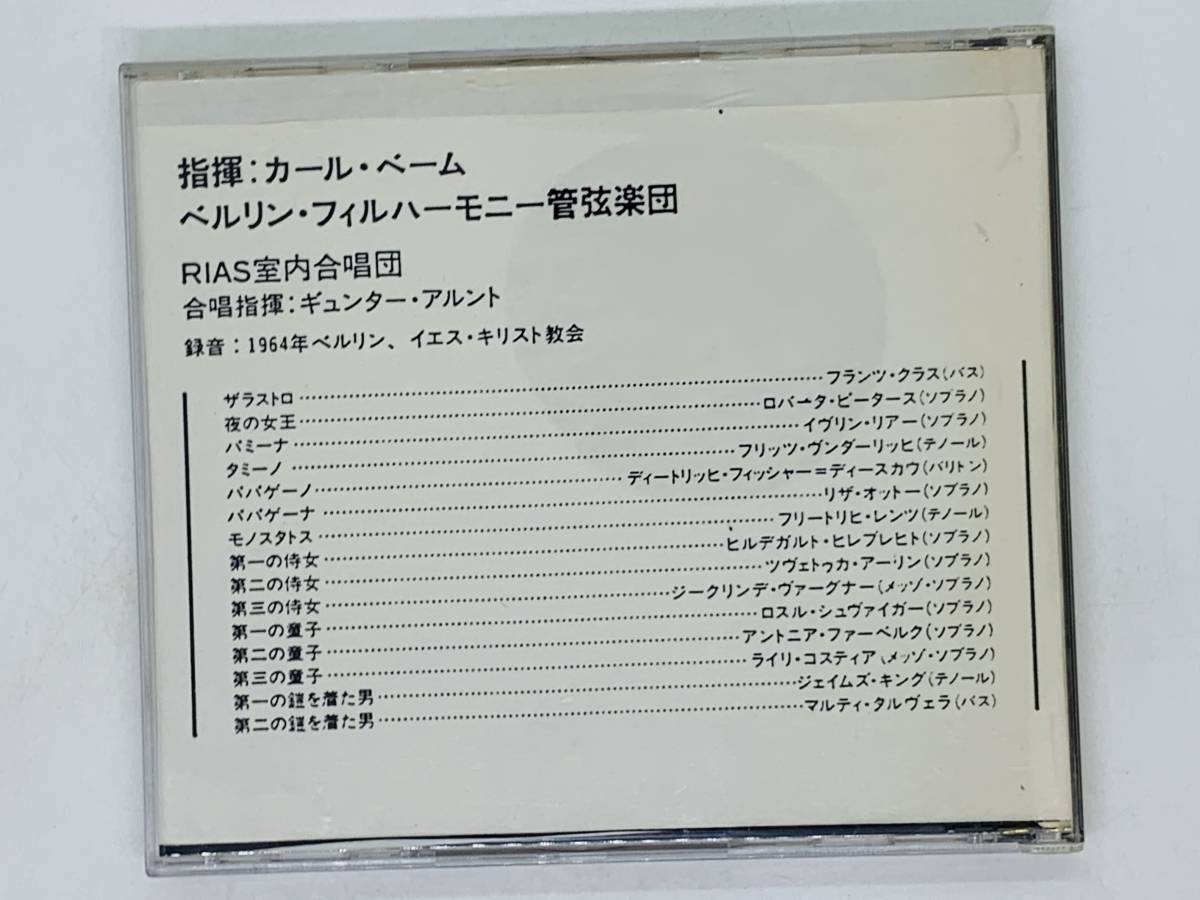 指揮：カール・ベーム
ベルリン・フィルハーモニー管弦楽団
RIAS室内合唱団
合唱指揮：ギュンター・アルント
録音：1964年ベルリン、イエス・キリスト教会
ザラストロ……フランツ・クラス(バス)
夜の女王……ロバータ・ピータース(ソプラノ)
パミーナ……イヴリン・リアー(ソプラノ)
タミーノ……フリッツ・ヴンダーリッヒ(テノール)
パパゲーノ……ディートリッヒ・フィッシャー＝ディースカウ(バリトン)
パパゲーナ……リザ・オットー(ソプラノ)
モノスタトス……フリートリヒ・レンツ(テノール)
第一の侍女……ヒルデガルト・ヒレブレヒト(ソプラノ)
第二の侍女……ツヴェトゥカ・アーリン(ソプラノ)
第三の侍女……ジークリンデ・ヴァーグナー(メッゾ・ソプラノ)
第一の童子……ロスル・シュヴァイガー(ソプラノ)
第二の童子……アントニア・ファーベルク(ソプラノ)
第三の童子……ライリ・コスティア(メッゾ・ソプラノ)
第一の鎧を着た男……ジェイムズ・キング(テノール)
第二の鎧を着た男……マルティ・タルヴェラ(バス)